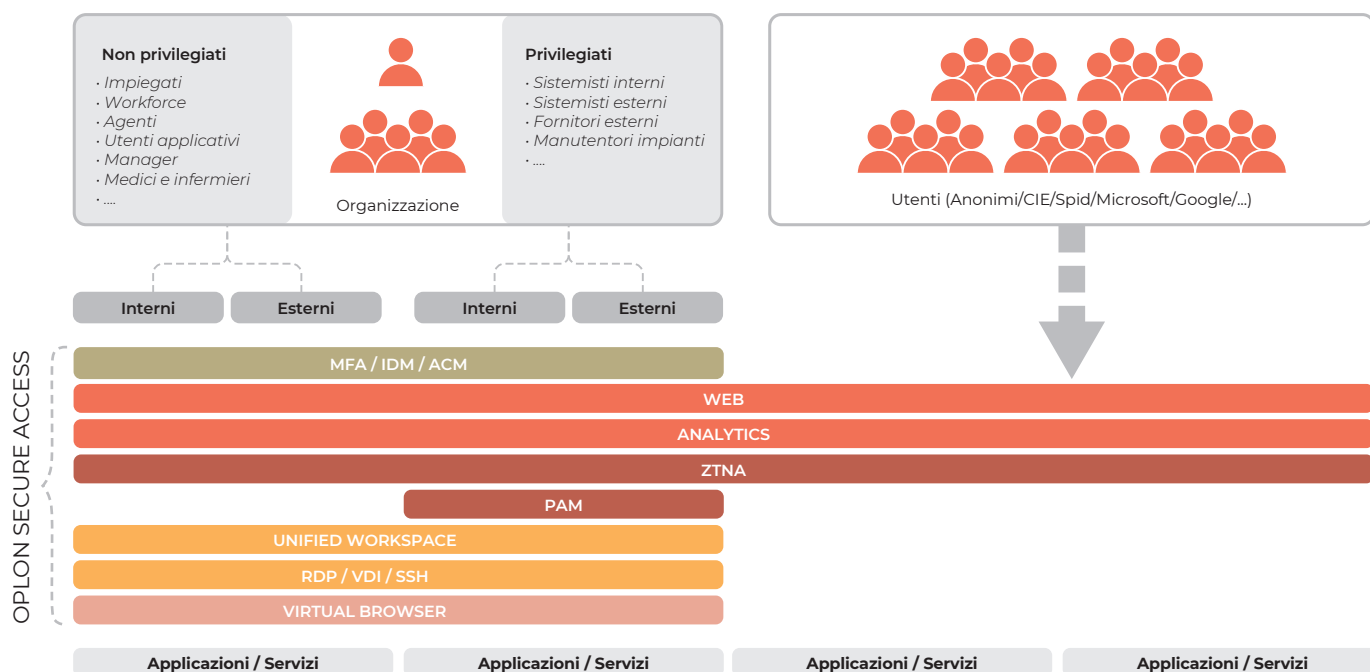 Non privilegiati
· Impiegati
· Workforce
· Agenti
· Utenti applicativi
· Manager
· Medici e infermieri
· ....
Organizzazione
Privilegiati
· Sistemisti interni
· Sistemisti esterni
· Fornitori esterni
· Manutentori impianti
· ....
Utenti (Anonimi/CIE/Spid/Microsoft/Google/...)
Interni
Esterni
Interni
Esterni
OPLON SECURE ACCESS
MFA / IDM / ACM
WEB
ANALYTICS
ZTNA
PAM
UNIFIED WORKSPACE
RDP / VDI / SSH
VIRTUAL BROWSER
Applicazioni / Servizi
Applicazioni / Servizi
Applicazioni / Servizi
Applicazioni / Servizi